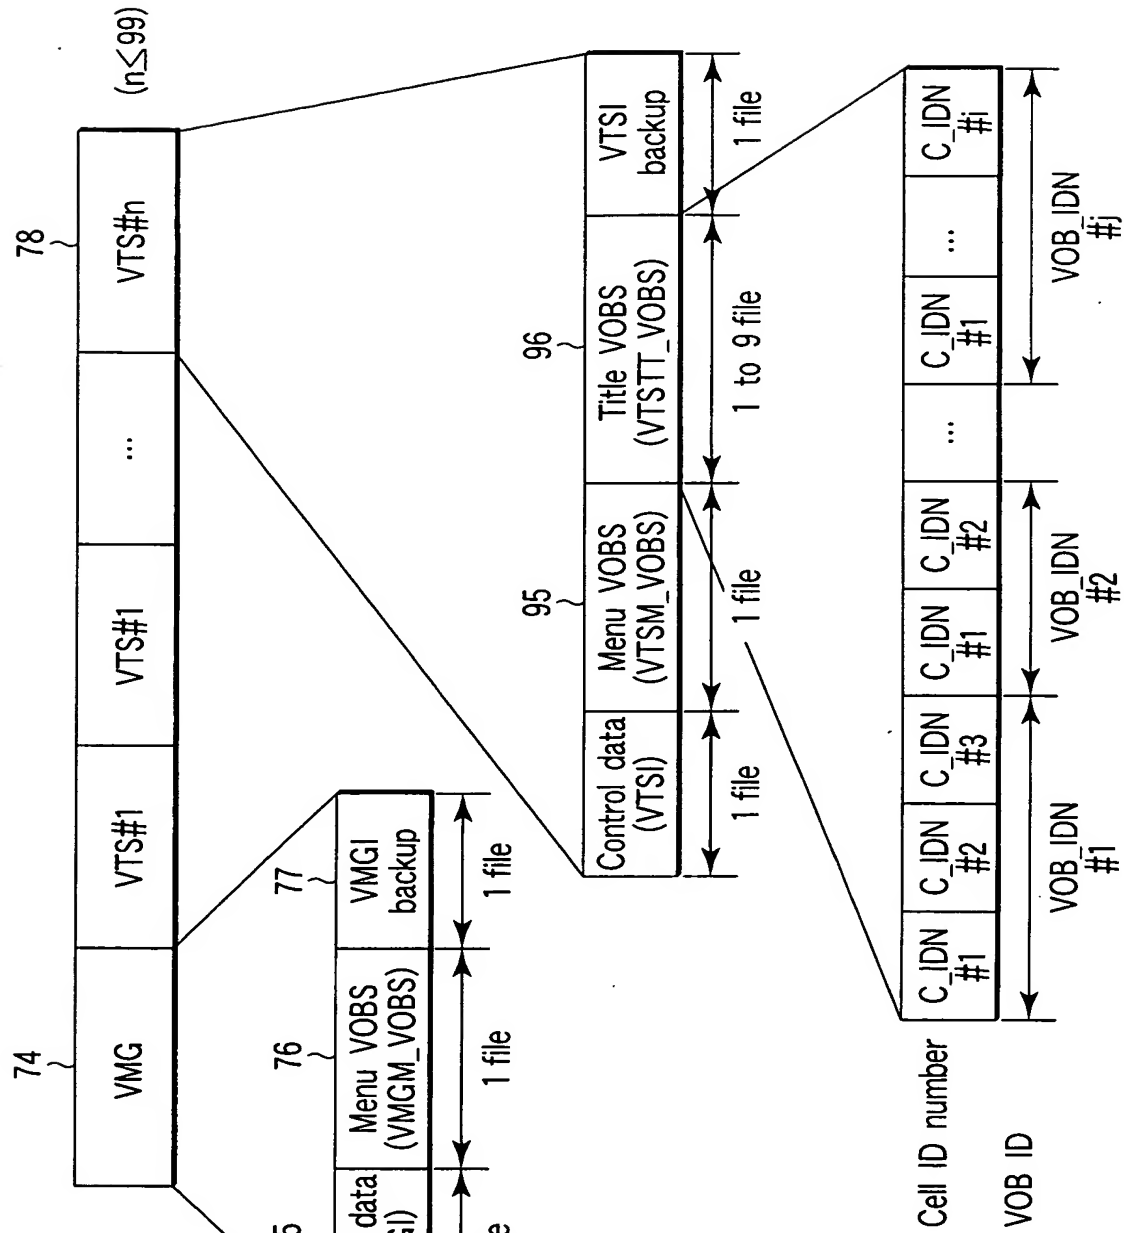 74
78
VMG
VTS#1
VTS#1
...
VTS#n
(n≤99)
5
76
77
data
GI)
Menu VOBS
(VMGM_VOBS)
VMGI
backup
e
1 file
1 file
95
96
Control data
(VTSI)
Menu VOBS
(VTSM_VOBS)
Title VOBS
(VTSTT_VOBS)
VTSI
backup
1 file
1 file
1 to 9 file
1 file
Cell ID number
C_IDN
#1
C_IDN
#2
C_IDN
#3
C_IDN
#1
C_IDN
#2
...
C_IDN
#1
...
C_IDN
#i
VOB ID
VOB_IDN
#1
VOB_IDN
#2
VOB_IDN
#j